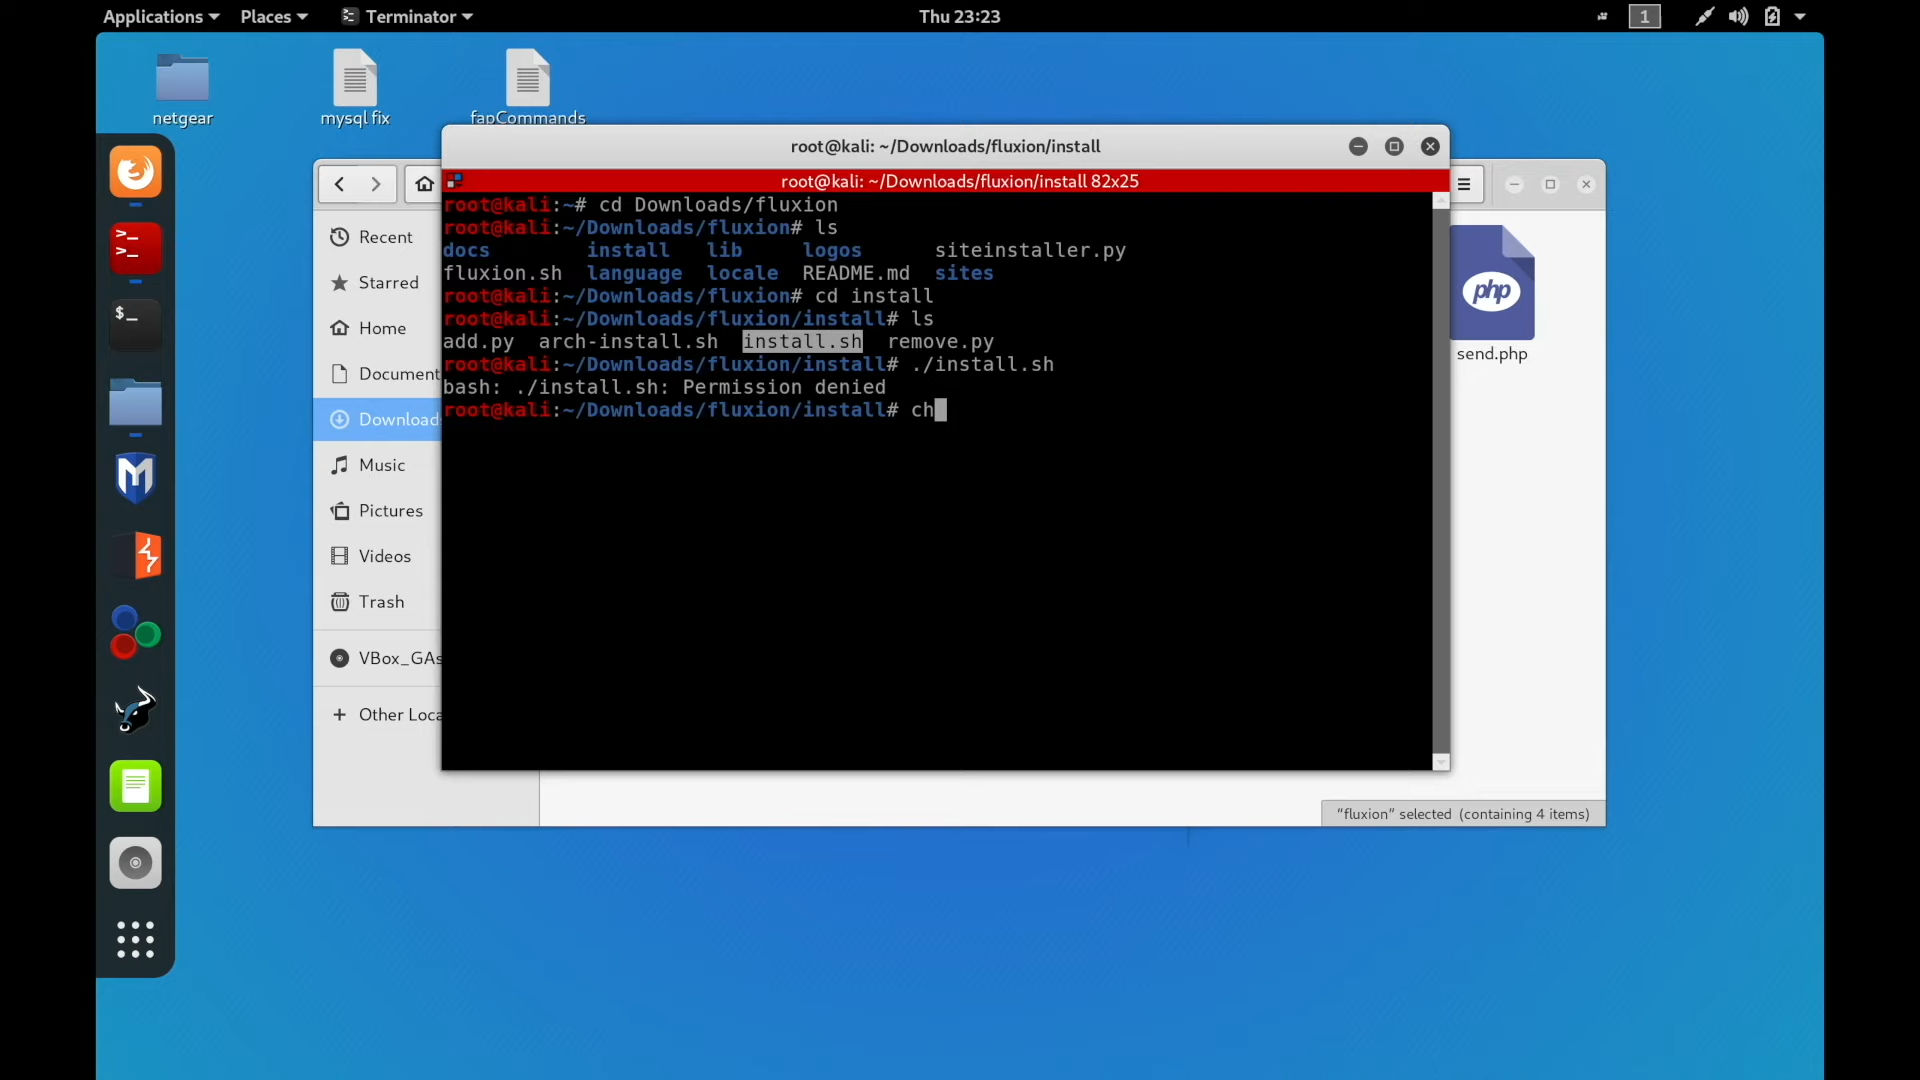 Applications Places Terminator Thu 23:23 1
netgear mysql fix fapCommands
root@kali: ~/Downloads/fluxion/install
root@kali: ~/Downloads/fluxion/install 82x25
root@kali:~# cd Downloads/fluxion
root@kali:~/Downloads/fluxion# ls
docs install lib logos siteinstaller.py
fluxion.sh language locale README.md sites
root@kali:~/Downloads/fluxion# cd install
root@kali:~/Downloads/fluxion/install# ls
add.py arch-install.sh install.sh remove.py
root@kali:~/Downloads/fluxion/install# ./install.sh
bash: ./install.sh: Permission denied
root@kali:~/Downloads/fluxion/install# ch
Recent
Starred
Home
Document
Download
Music
Pictures
Videos
Trash
VBox_GAs
+ Other Loca
php
send.php
"fluxion" selected (containing 4 items)
>_
>_
$_
M